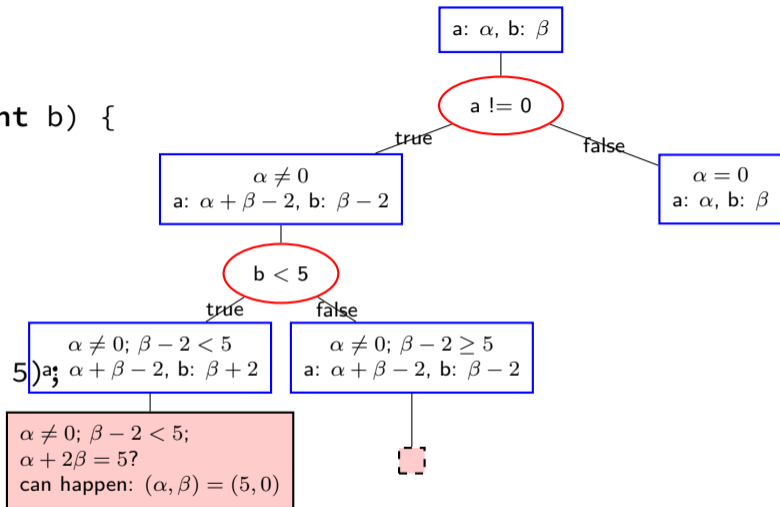 a: α, b: β
nt b) {
a != 0
true
false
α ≠ 0
a: α + β − 2, b: β − 2
α = 0
a: α, b: β
b < 5
true
false
α ≠ 0; β − 2 < 5
5);
a: α + β − 2, b: β + 2
α ≠ 0; β − 2 ≥ 5
a: α + β − 2, b: β − 2
α ≠ 0; β − 2 < 5;
α + 2β = 5?
can happen: (α, β) = (5, 0)